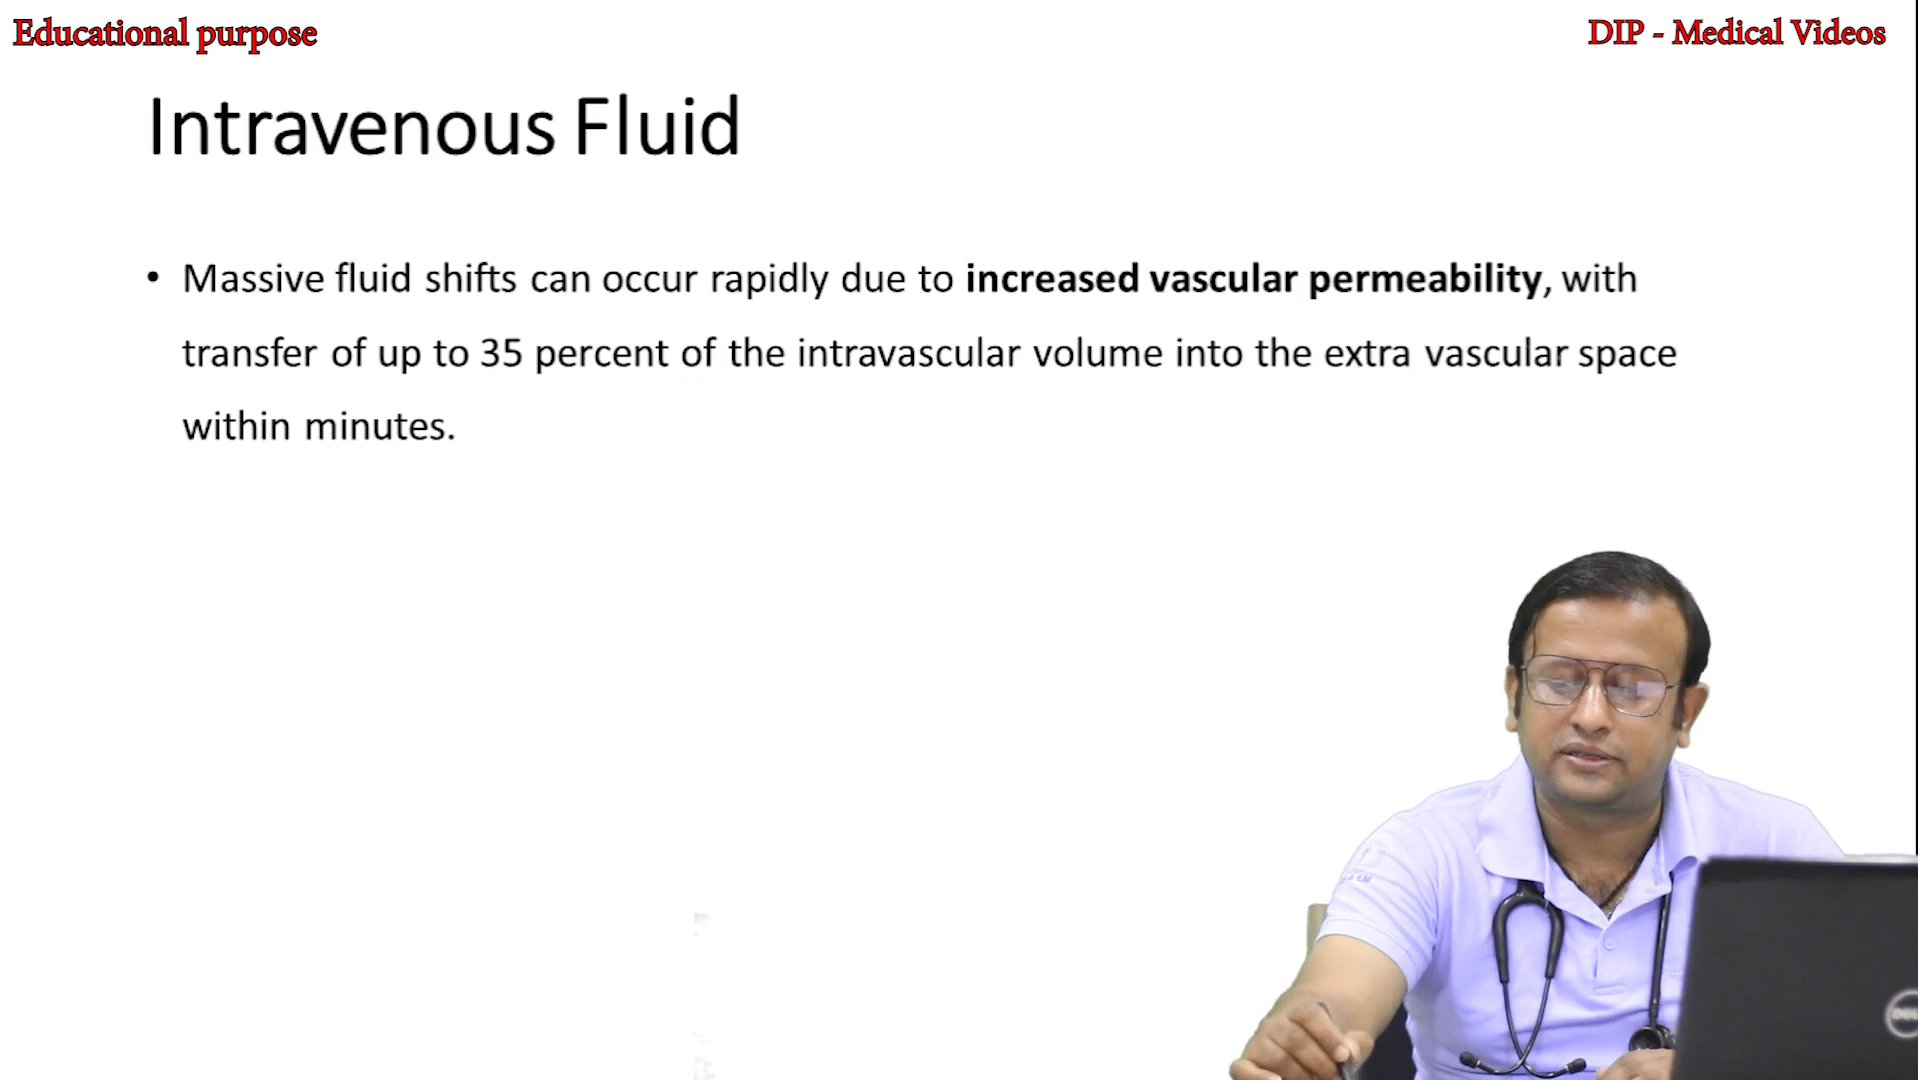 Educational purpose
DIP - Medical Videos
Intravenous Fluid
• Massive fluid shifts can occur rapidly due to increased vascular permeability, with
transfer of up to 35 percent of the intravascular volume into the extra vascular space
within minutes.